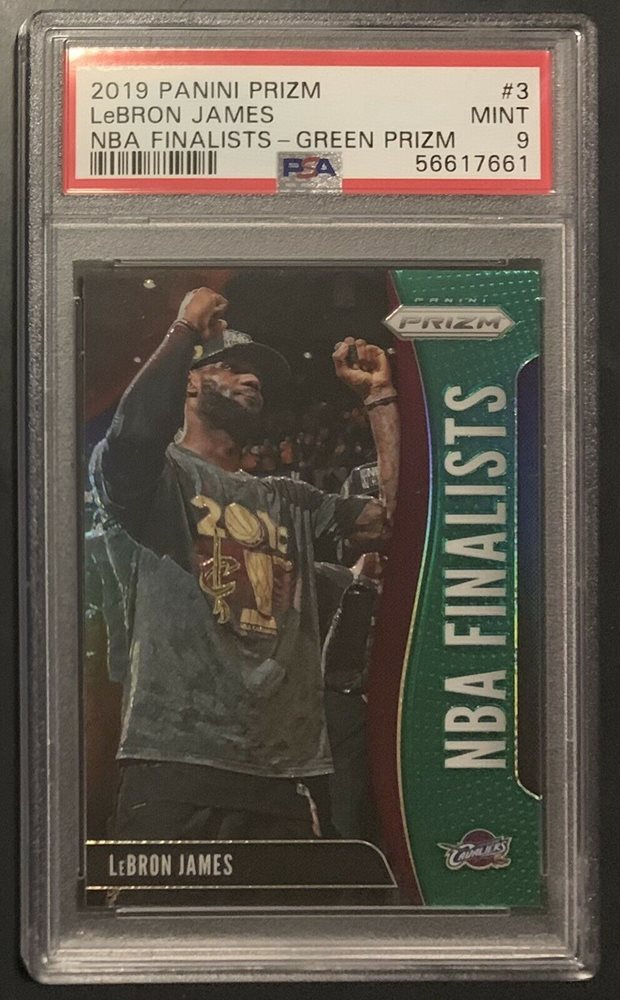 2019 PANINI PRIZM #3
LeBRON JAMES MINT
NBA FINALISTS – GREEN PRIZM 9
PSA 56617661
PANINI
PRIZM
NBA FINALISTS
2016
C
CAVALIERS
LEBRON JAMES